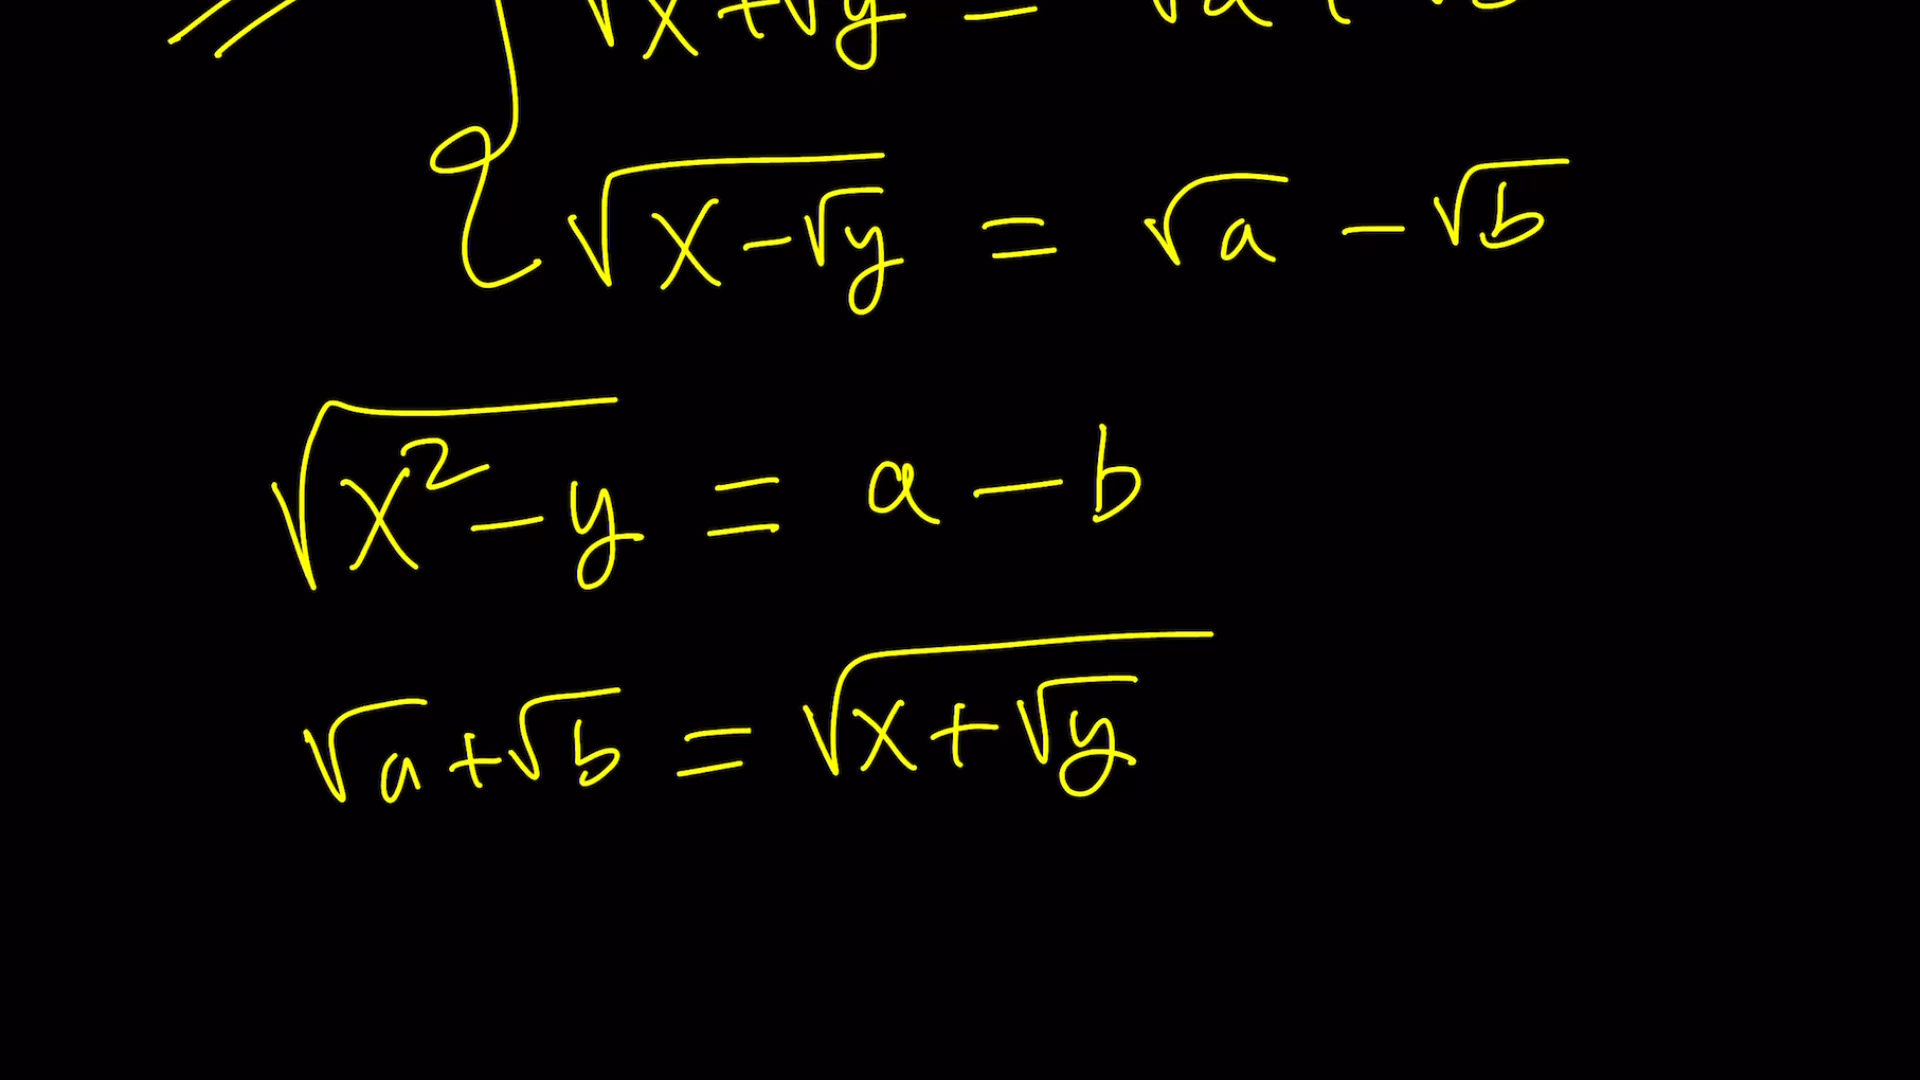 √(x+√y) = √a + √b
√(x-√y) = √a - √b
√(x²-y) = a - b
√a+√b = √(x+√y)